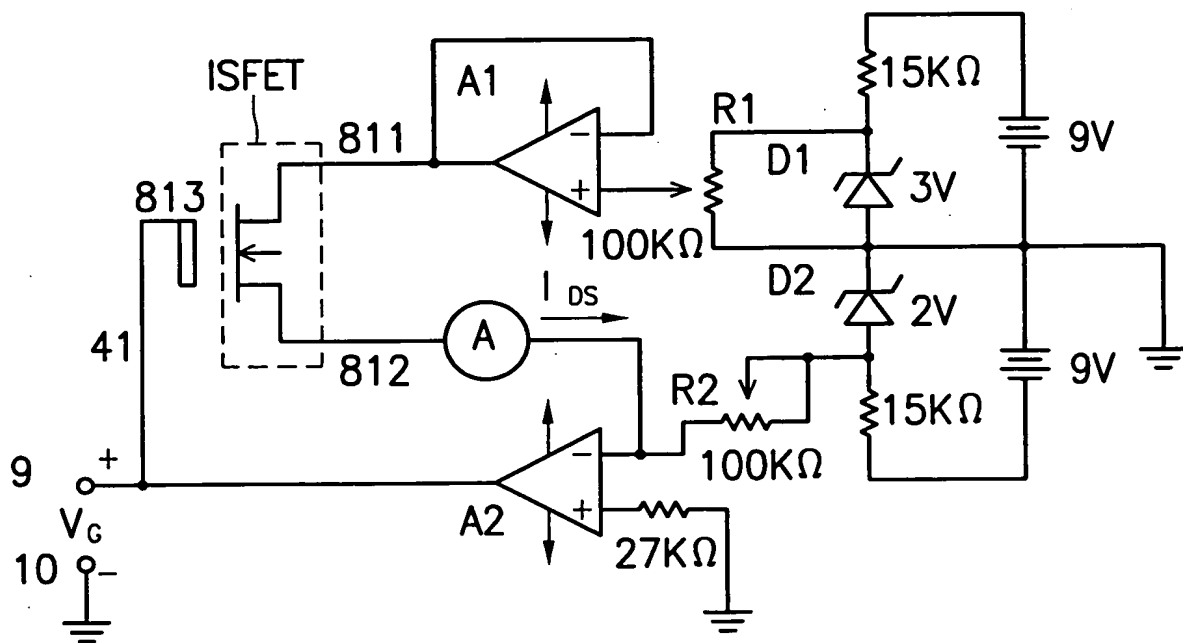 ISFET
A1
811
−
+
R1
15KΩ
9V
D1
3V
813
100KΩ
I DS
D2
2V
41
A
812
R2
15KΩ
9V
100KΩ
9
+
VG
10
−
A2
−
+
27KΩ